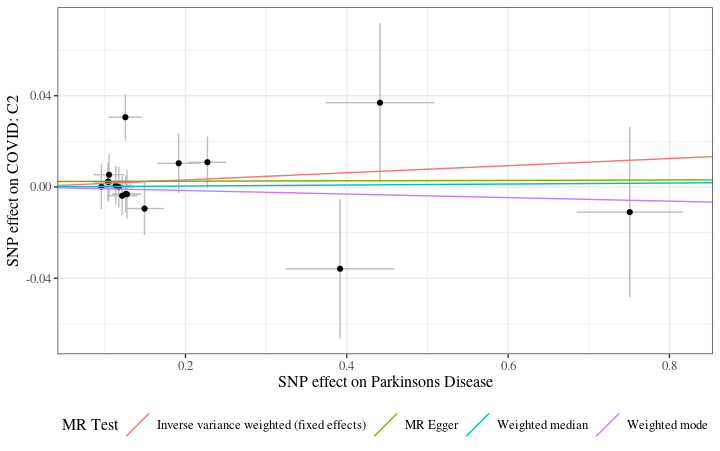 0.04
0.00
-0.04
SNP effect on COVID: C2
0.2 0.4 0.6 0.8
SNP effect on Parkinsons Disease
MR Test Inverse variance weighted (fixed effects) MR Egger Weighted median Weighted mode